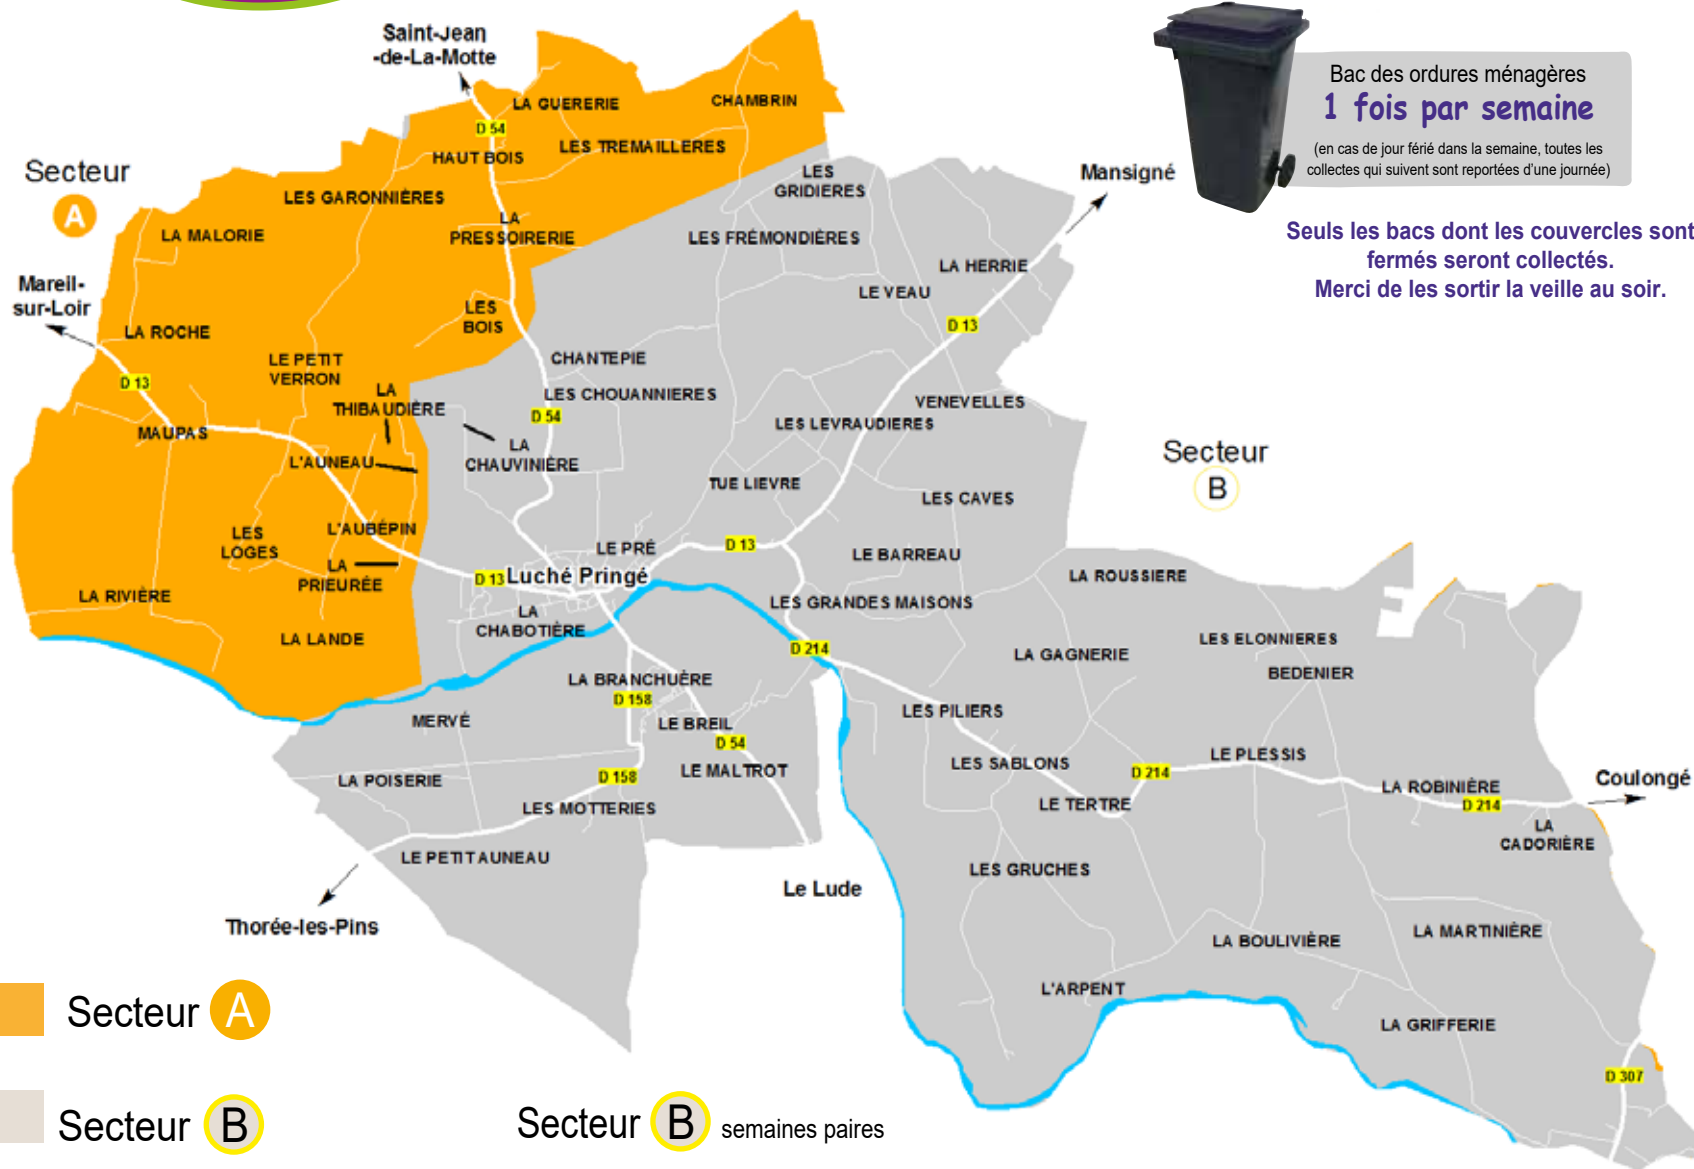 Saint-Jean
-de-La-Motte
Bac des ordures ménagères
1 fois par semaine
(en cas de jour férié dans la semaine, toutes les
collectes qui suivent sont reportées d'une journée)
Seuls les bacs dont les couvercles sont
fermés seront collectés.
Merci de les sortir la veille au soir.
Secteur
A
Mansigné
LA GUERERIE
CHAMBRIN
D 54
HAUT BOIS
LES TREMAILLERES
LES
GRIDIERES
LES GARONNIÈRES
LA MALORIE
LA
PRESSOIRERIE
LES FRÉMONDIÈRES
LA HERRIE
LE VEAU
Mareil-
sur-Loir
LES
BOIS
LA ROCHE
D 13
LE PETIT
VERRON
CHANTEPIE
D 13
LA
THIBAUDIÈRE
LES CHOUANNIERES
D 54
VENEVELLES
LES LEVRAUDIERES
MAUPAS
LA
CHAUVINIÈRE
L'AUNEAU
Secteur
B
TUE LIEVRE
LES CAVES
LES
LOGES
L'AUBÉPIN
LE PRÉ
D 13
LE BARREAU
LA
PRIEURÉE
D 13
Luché Pringé
LA ROUSSIERE
LA RIVIÈRE
LA
CHABOTIÈRE
LES GRANDES MAISONS
LA LANDE
D 214
LA GAGNERIE
LES ELONNIERES
BEDENIER
LA BRANCHUÈRE
D 158
MERVÉ
LE BREIL
D 54
LES PILIERS
LE PLESSIS
LA POISERIE
D 158
LE MALTROT
LES SABLONS
D 214
LA ROBINIÈRE
D 214
Coulongé
LES MOTTERIES
LE TERTRE
LA
CADORIÈRE
LE PETIT AUNEAU
LES GRUCHES
Le Lude
Thorée-les-Pins
LA BOULIVIÈRE
LA MARTINIÈRE
L'ARPENT
LA GRIFFERIE
D 307
Secteur A
Secteur B
Secteur B semaines paires